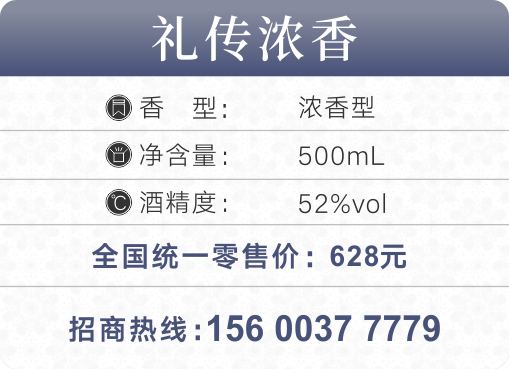 礼传浓香
香 型： 浓香型
净含量： 500mL
酒精度： 52%vol
全国统一零售价：628元
招商热线:156 0037 7779